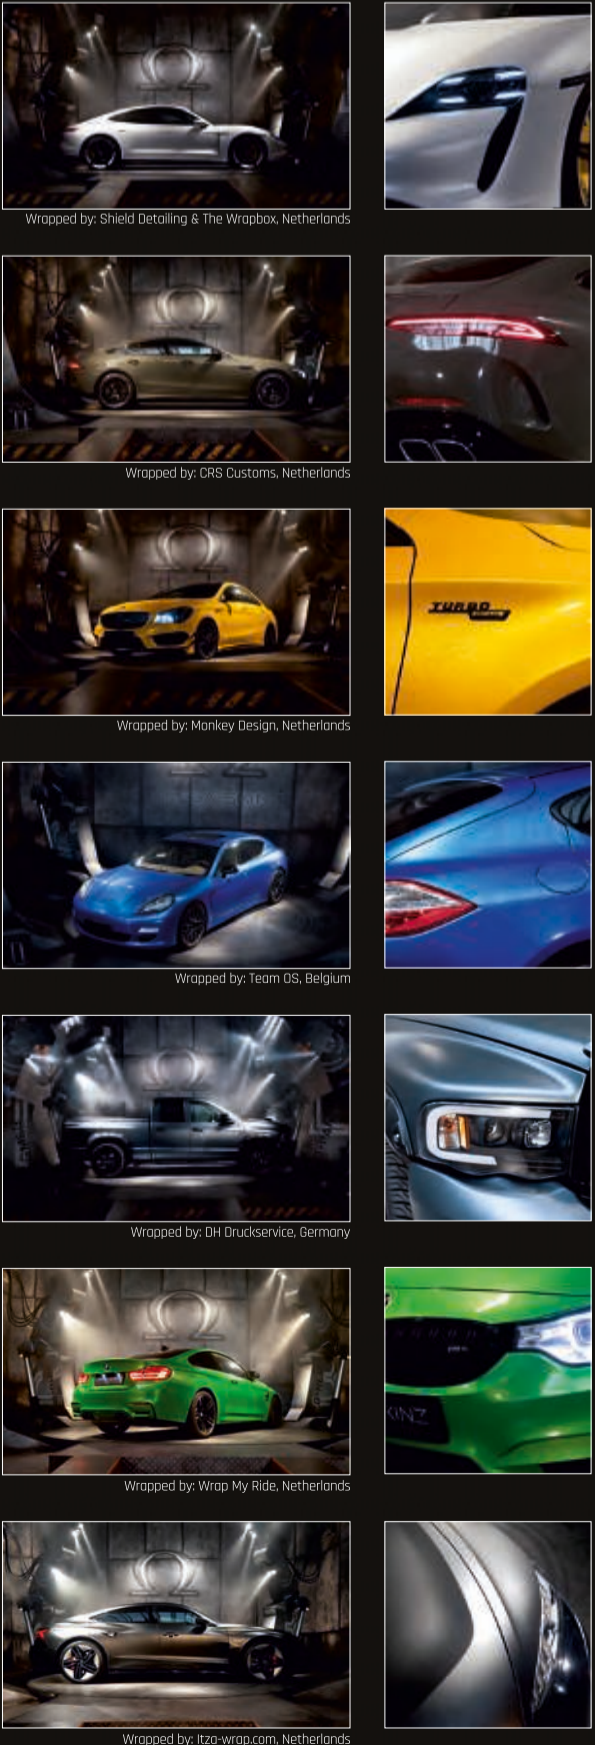 Wrapped by: Shield Detailing & The Wrapbox, Netherlands
Wrapped by: CRS Customs, Netherlands
TURBO
Wrapped by: Monkey Design, Netherlands
Wrapped by: Team OS, Belgium
Wrapped by: DH Druckservice, Germany
Wrapped by: Wrap My Ride, Netherlands
Wrapped by: Itza-wrap.com, Netherlands